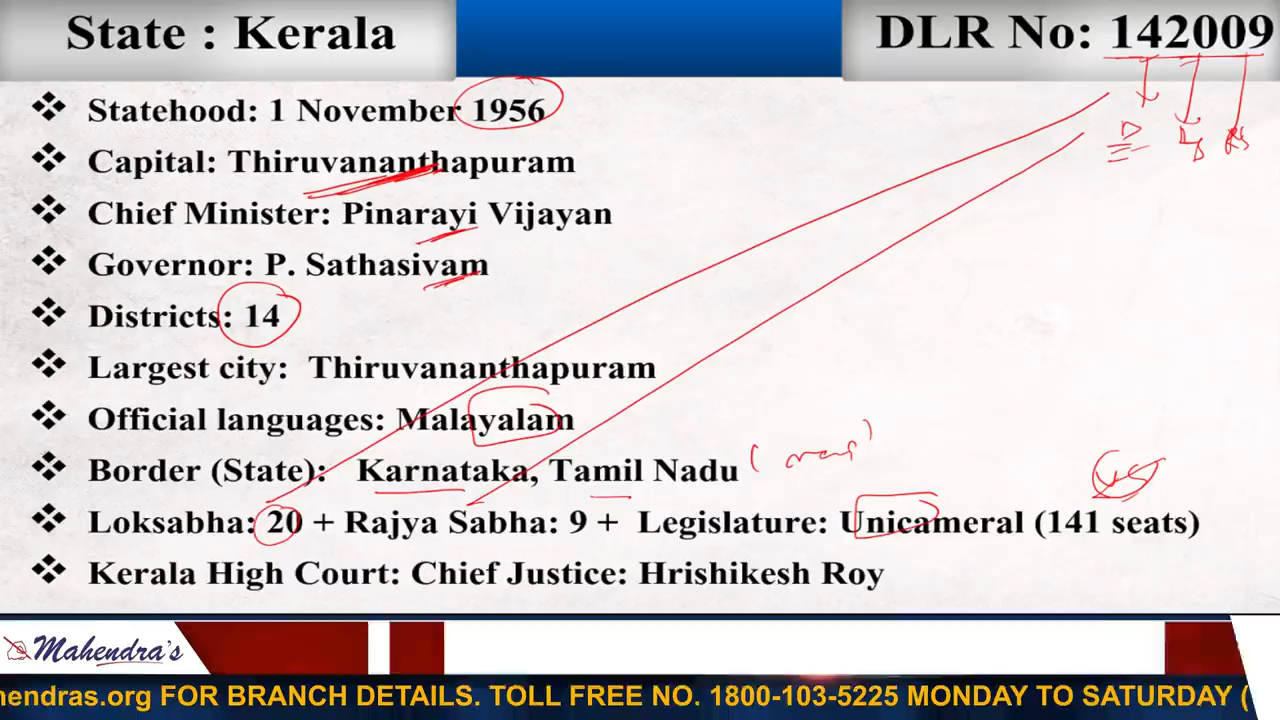 State : Kerala
DLR No: 142009
D LS RS
❖ Statehood: 1 November 1956
❖ Capital: Thiruvananthapuram
❖ Chief Minister: Pinarayi Vijayan
❖ Governor: P. Sathasivam
❖ Districts: 14
❖ Largest city: Thiruvananthapuram
❖ Official languages: Malayalam
❖ Border (State): Karnataka, Tamil Nadu
❖ Loksabha: 20 + Rajya Sabha: 9 + Legislature: Unicameral (141 seats)
❖ Kerala High Court: Chief Justice: Hrishikesh Roy
Mahendra's
hendras.org FOR BRANCH DETAILS. TOLL FREE NO. 1800-103-5225 MONDAY TO SATURDAY (